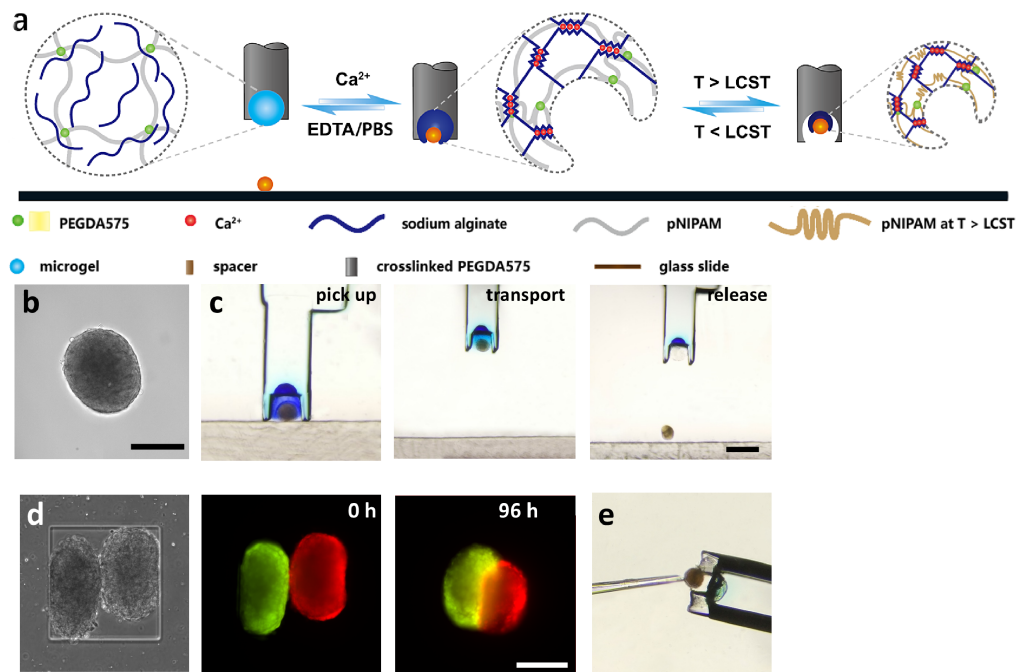 a
Ca²⁺
EDTA/PBS
T > LCST
T < LCST
PEGDA575
Ca²⁺
sodium alginate
pNIPAM
pNIPAM at T > LCST
microgel
spacer
crosslinked PEGDA575
glass slide
b
c
pick up
transport
release
d
0 h
96 h
e